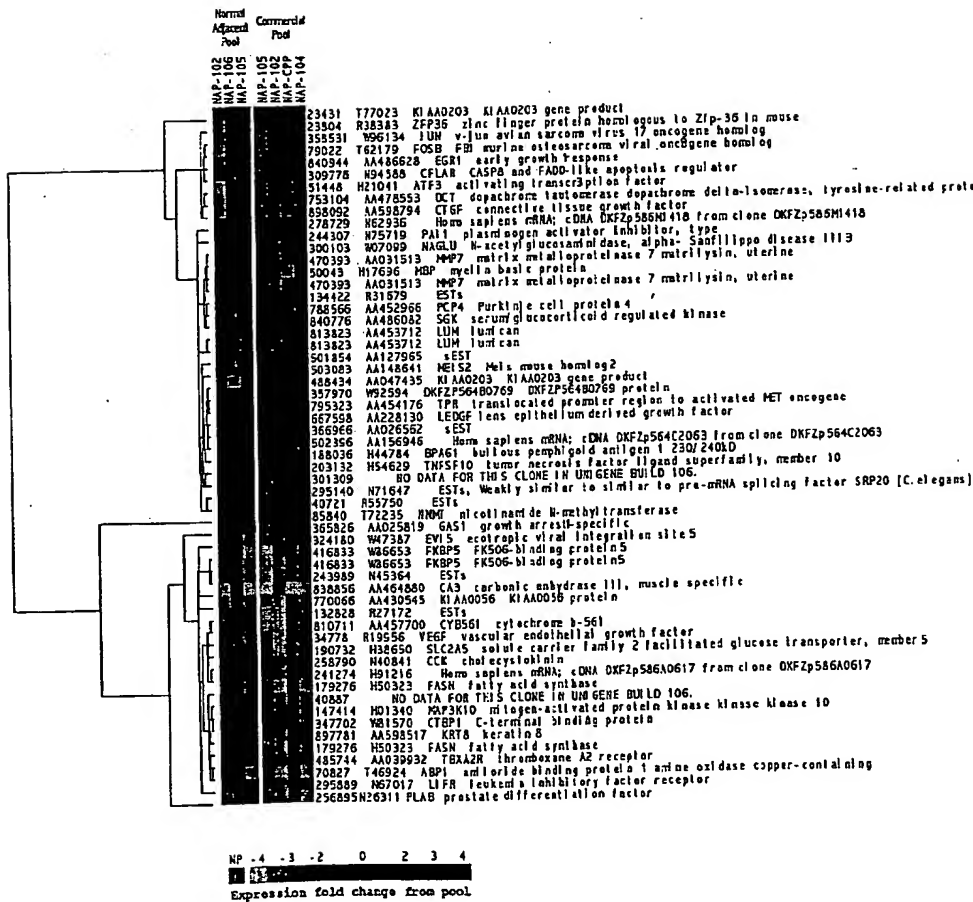 Normal Adjacent Pool
Commercial Pool
NAP-102
NAP-106
NAP-105
NAP-105
NAP-102
NAP-CPP
NAP-104
23431 T77023 KIAA0203 KIAA0203 gene product
23504 R38383 ZFP36 zinc finger protein homologous to Zfp-36 in mouse
358531 W96134 JUN v-jun avian sarcoma virus 17 oncogene homolog
79022 T62179 FOSB FBJ murine osteosarcoma viral oncogene homolog
840944 AA486628 EGR1 early growth response
309776 N94588 CFLAR CASP8 and FADD-like apoptosis regulator
51448 H21041 ATF3 activating transcr3ption factor
753104 AA478553 DCT dopachrome tautomerase dopachrome delta-isomerase, tyrosine-related prote
898092 AA598794 CTGF connective tissue growth factor
278729 N62936 Homo sapiens mRNA; cDNA DKFZp586M1418 from clone DKFZp586M1418
244307 N75719 PAI1 plasminogen activator inhibitor, type
300103 W07099 NAGLU N-acetylglucosaminidase, alpha- Sanfilippo disease IIIB
470393 AA031513 MMP7 matrix metalloproteinase 7 matrilysin, uterine
50043 H17696 MBP myelin basic protein
470393 AA031513 MMP7 matrix metalloproteinase 7 matrilysin, uterine
134422 R31679 ESTs
788566 AA452966 PCP4 Purkinje cell protein4
840776 AA486082 SGK serum/glucocorticoid regulated kinase
813823 AA453712 LUM lumican
813823 AA453712 LUM lumican
501854 AA127965 sEST
503083 AA148641 MEIS2 Meis mouse homolog2
488434 AA047435 KIAA0203 KIAA0203 gene product
357970 W92594 DKFZP564B0769 DKFZP564B0769 protein
795323 AA454176 TPR translocated promoter region to activated MET oncogene
667598 AA228130 LEDGF lens epithelium derived growth factor
366966 AA026562 sEST
502396 AA156946 Homo sapiens mRNA; cDNA DKFZp564C2063 from clone DKFZp564C2063
188036 H44784 BPAG1 bullous pemphigoid antigen 1 230/240kD
203132 H54629 TNFSF10 tumor necrosis factor ligand superfamily, member 10
301309 NO DATA FOR THIS CLONE IN UNIGENE BUILD 106.
295140 N71647 ESTs, Weakly similar to similar to pre-mRNA splicing factor SRP20 [C.elegans]
40721 R55750 ESTs
85840 T72235 NNMT nicotinamide N-methyltransferase
365826 AA025819 GAS1 growth arrest-specific
324180 W47387 EVI5 ecotropic viral integration site5
416833 W86653 FKBP5 FK506-binding protein5
416833 W86653 FKBP5 FK506-binding protein5
243989 N45364 ESTs
838856 AA464880 CA3 carbonic anhydrase III, muscle specific
770066 AA430545 KIAA0056 KIAA0056 protein
132828 R27172 ESTs
810711 AA457700 CYB561 cytochrome b-561
34778 R19956 VEGF vascular endothelial growth factor
190732 H38650 SLC2A5 solute carrier family 2 facilitated glucose transporter, member5
258790 N40841 CCK cholecystokinin
241274 H91216 Homo sapiens mRNA; cDNA DKFZp586A0617 from clone DKFZp586A0617
179276 H50323 FASN fatty acid synthase
40887 NO DATA FOR THIS CLONE IN UNIGENE BUILD 106.
147414 H01340 MAP3K10 mitogen-activated protein kinase kinase kinase 10
347702 W81570 CTBP1 C-terminal binding protein
897781 AA598517 KRT8 keratin8
179276 H50323 FASN fatty acid synthase
485744 AA039932 TBXA2R thromboxane A2 receptor
70827 T46924 ABP1 amiloride binding protein 1 amine oxidase copper-containing
295889 N67017 LIFR leukemia inhibitory factor receptor
256895N26311 PLAB prostate differentiation factor
NP -4 -3 -2 0 2 3 4
Expression fold change from pool